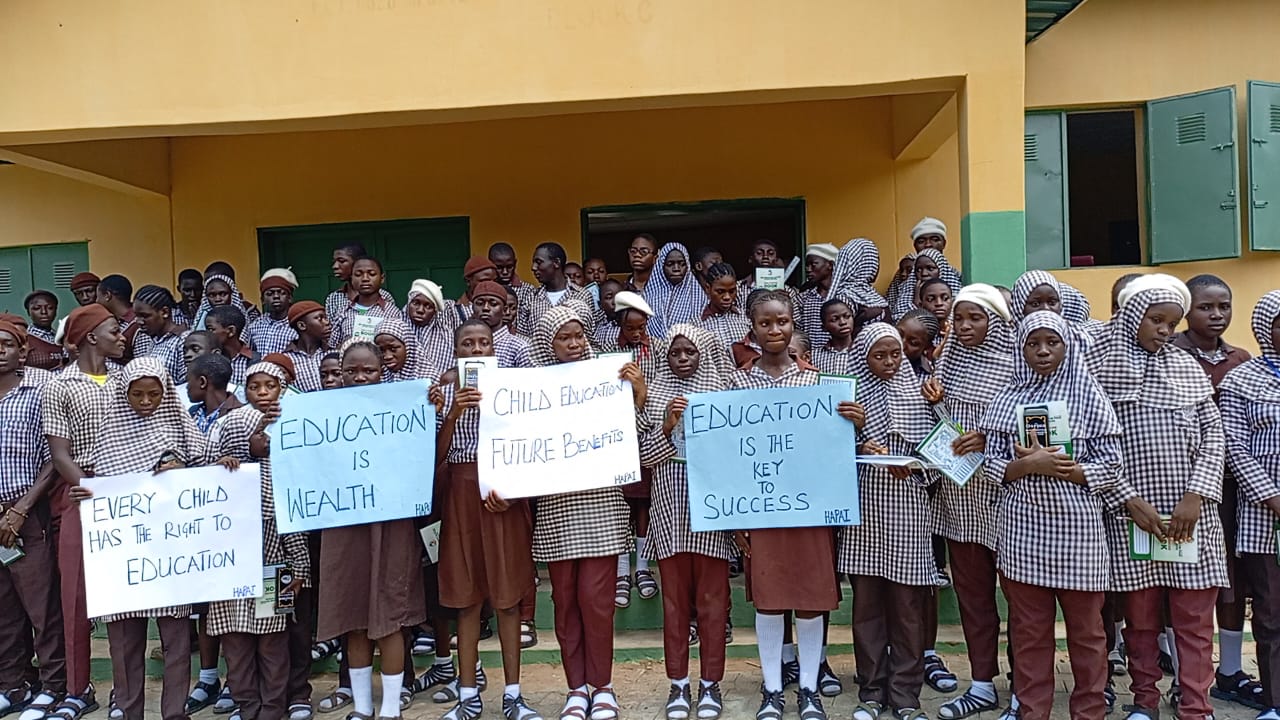 EVERY CHILD
HAS THE RIGHT TO
EDUCATION
HAPAI
EDUCATION
IS
WEALTH.
CHILD EDUCATION
FUTURE BENEFITS
HAPAI
EDUCATION
IS THE
KEY
TO
SUCCESS
HAPAI